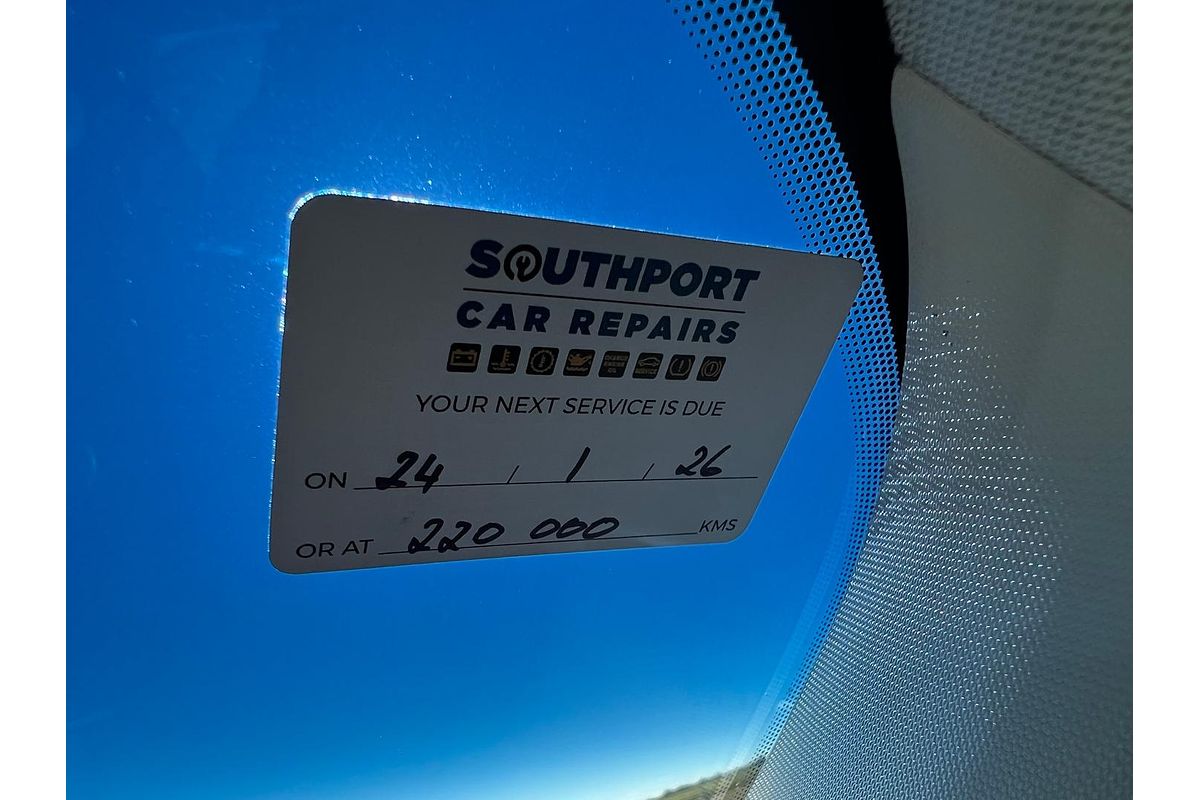 SOUTHPORT
CAR REPAIRS
YOUR NEXT SERVICE IS DUE
ON 24 / 1 / 26
OR AT 220 000 KMS